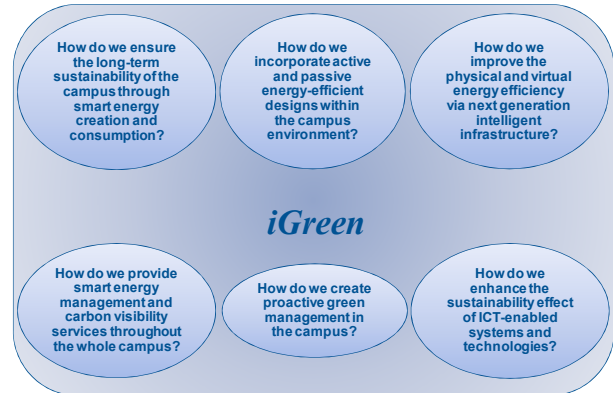 How do we ensure
the long-term
sustainability of the
campus through
smart energy
creation and
consumption?
How do we
incorporate active
and passive
energy-efficient
designs within
the campus
environment?
How do we
improve the
physical and virtual
energy efficiency
via next generation
intelligent
infrastructure?
iGreen
How do we provide
smart energy
management and
carbon visibility
services throughout
the whole campus?
How do we create
proactive green
management in
the campus?
How do we
enhance the
sustainability effect
of ICT-enabled
systems and
technologies?